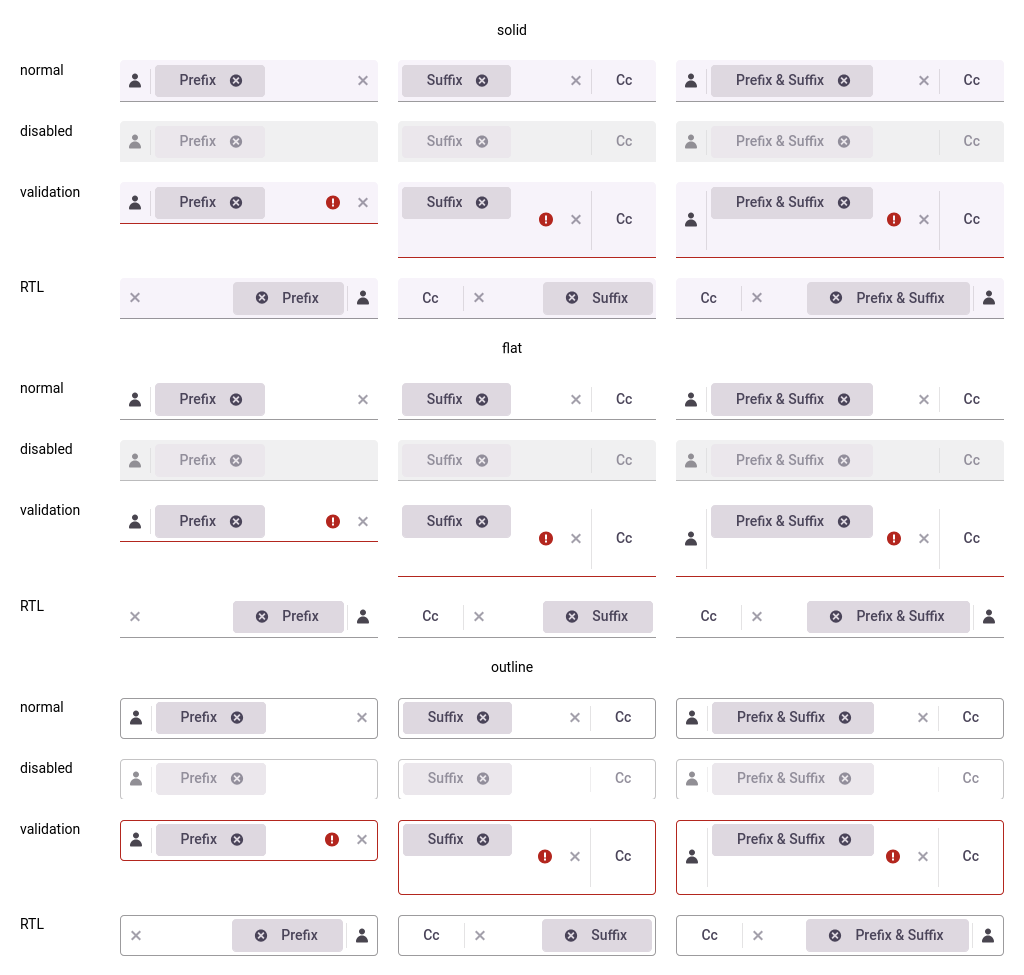 solid
normal Prefix Suffix Cc Prefix & Suffix Cc
disabled Prefix Suffix Cc Prefix & Suffix Cc
validation Prefix Suffix Cc Prefix & Suffix Cc
RTL Prefix Cc Suffix Cc Prefix & Suffix
flat
normal Prefix Suffix Cc Prefix & Suffix Cc
disabled Prefix Suffix Cc Prefix & Suffix Cc
validation Prefix Suffix Cc Prefix & Suffix Cc
RTL Prefix Cc Suffix Cc Prefix & Suffix
outline
normal Prefix Suffix Cc Prefix & Suffix Cc
disabled Prefix Suffix Cc Prefix & Suffix Cc
validation Prefix Suffix Cc Prefix & Suffix Cc
RTL Prefix Cc Suffix Cc Prefix & Suffix